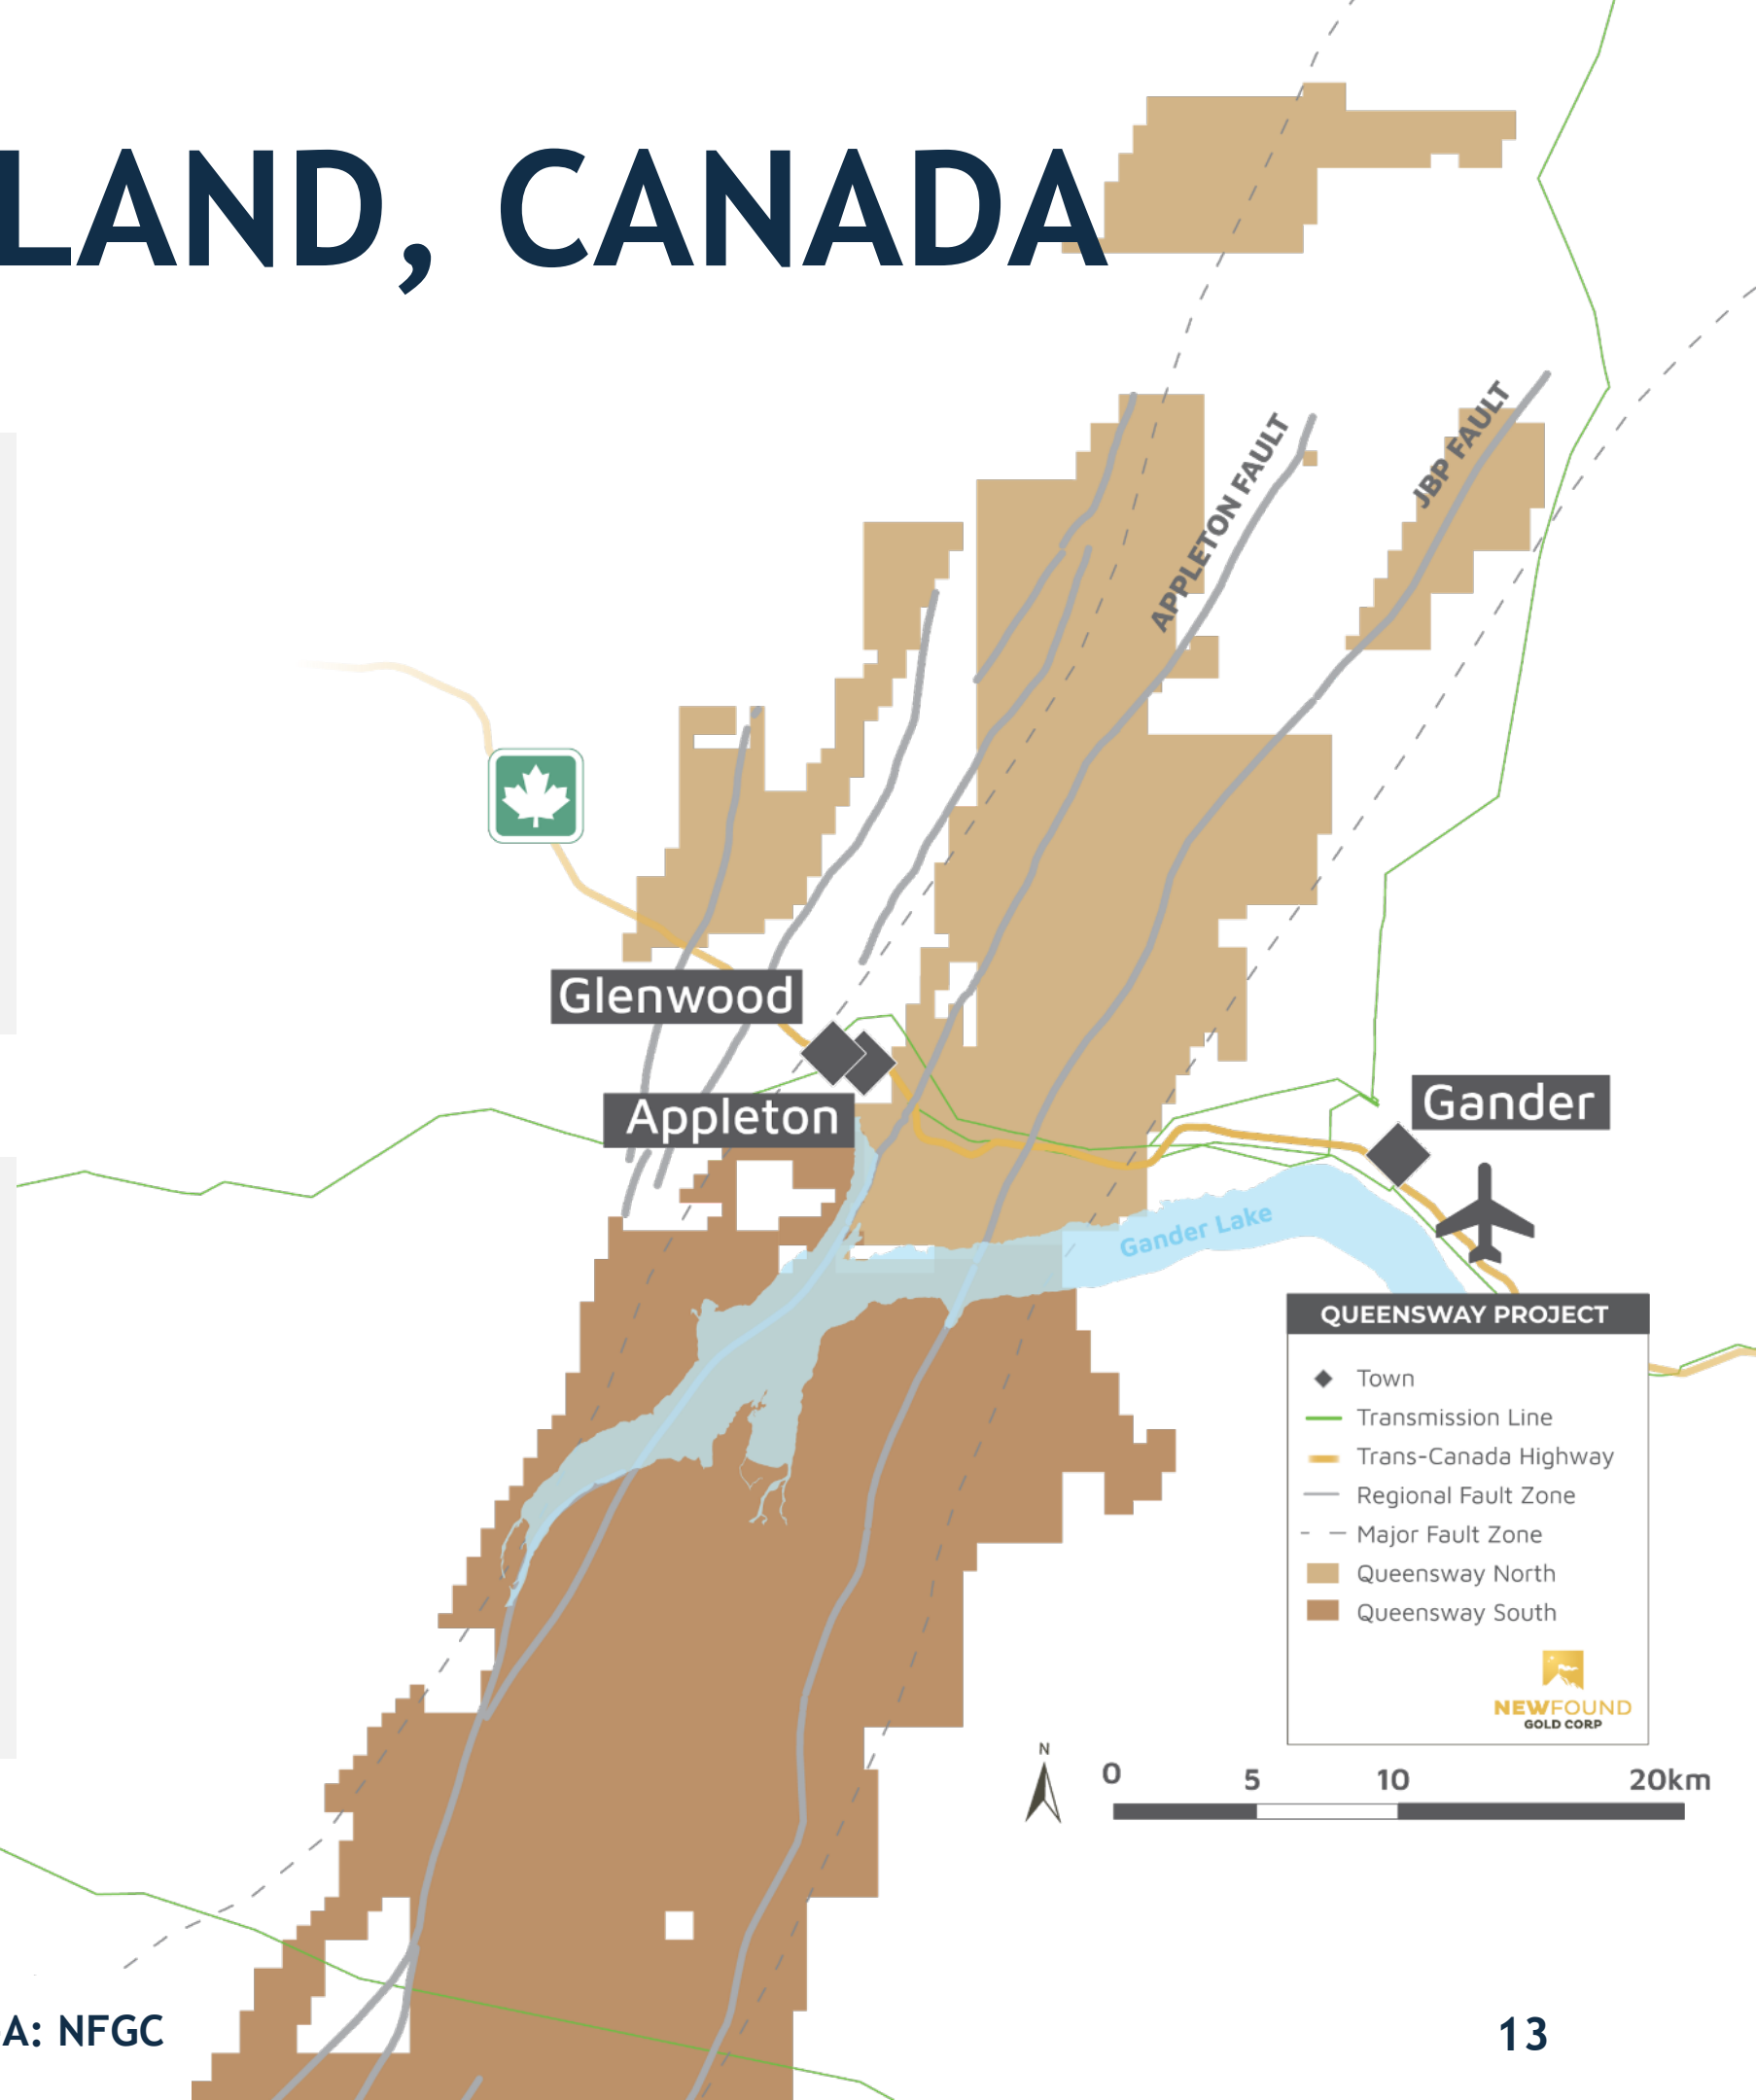 LAND, CANADA
APPLETON FAULT
JBP FAULT
Glenwood
Appleton
Gander
Gander Lake
QUEENSWAY PROJECT
Town
Transmission Line
Trans-Canada Highway
Regional Fault Zone
Major Fault Zone
Queensway North
Queensway South
NEWFOUND
GOLD CORP
N
0 5 10 20km
A: NFGC
13